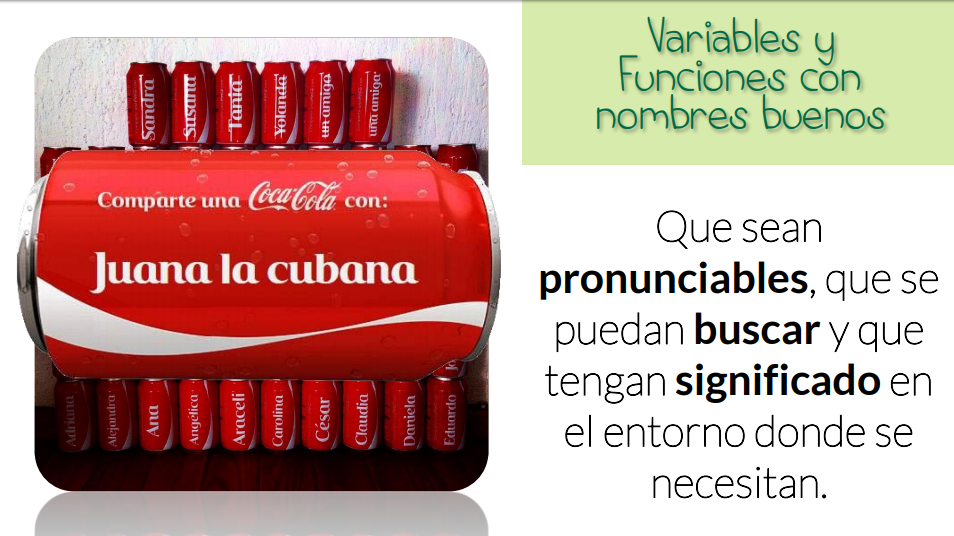 Variables y
Funciones con
nombres buenos
Sandra
Susana
Tania
Yolanda
un amigo
una amiga
Comparte una Coca-Cola con:
Juana la cubana
Adriana
Alejandra
Ana
Angélica
Araceli
Carolina
César
Claudia
Daniela
Eduardo
Que sean
pronunciables, que se
puedan buscar y que
tengan significado en
el entorno donde se
necesitan.